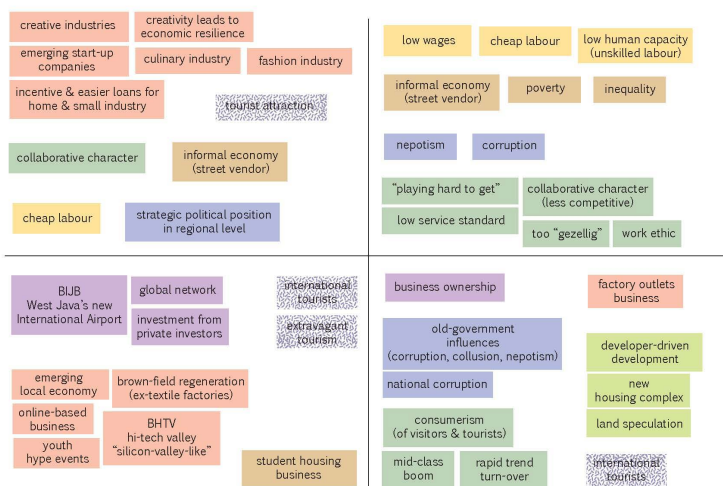 creative industries
creativity leads to
economic resilience
emerging start-up
companies
culinary industry
fashion industry
incentive & easier loans for
home & small industry
tourist attraction
collaborative character
informal economy
(street vendor)
cheap labour
strategic political position
in regional level
low wages
cheap labour
low human capacity
(unskilled labour)
informal economy
(street vendor)
poverty
inequality
nepotism
corruption
"playing hard to get"
collaborative character
(less competitive)
low service standard
too "gezellig"
work ethic
BIJB
West Java's new
International Airport
global network
investment from
private investors
international
tourists
extravagant
tourism
emerging
local economy
brown-field regeneration
(ex-textile factories)
online-based
business
BHTV
hi-tech valley
"silicon-valley-like"
youth
hype events
student housing
business
business ownership
factory outlets
business
old-government
influences
(corruption, collusion, nepotism)
national corruption
developer-driven
development
new
housing complex
land speculation
consumerism
(of visitors & tourists)
mid-class
boom
rapid trend
turn-over
international
tourists